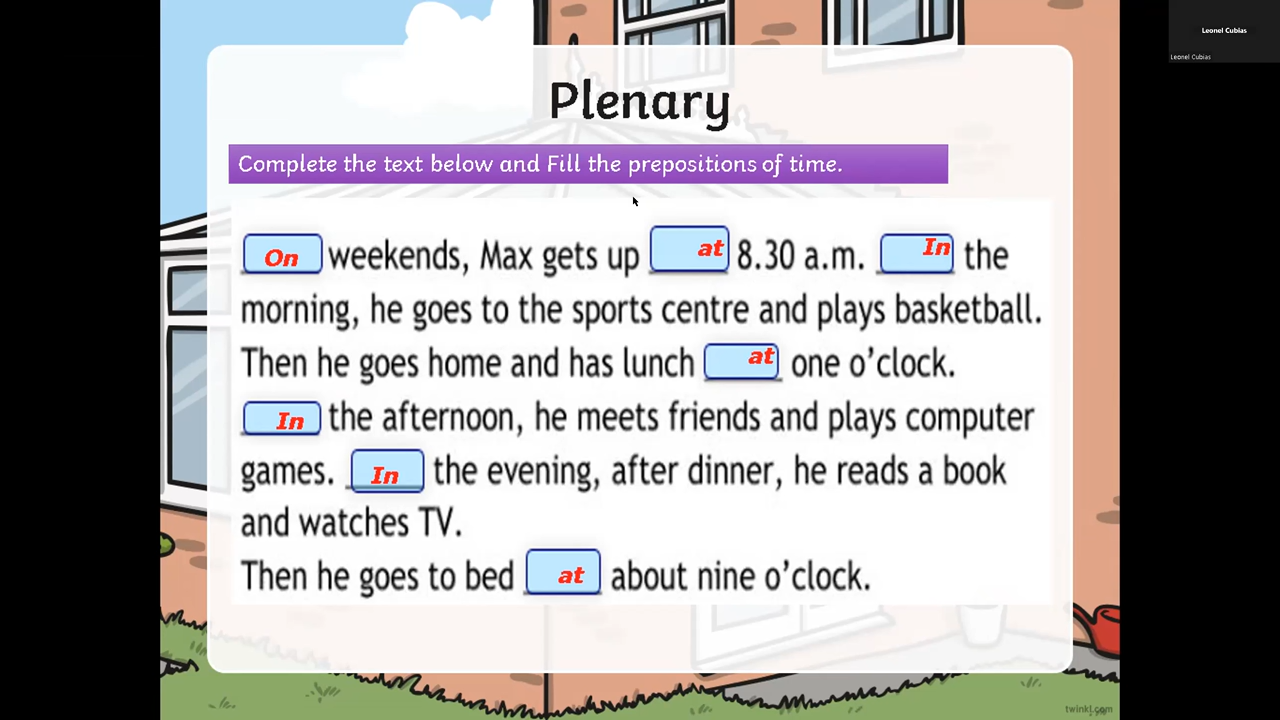 Leonel Cubias
Leonel Cubias
Plenary
Complete the text below and Fill the prepositions of time.
On weekends, Max gets up at 8.30 a.m. In the
morning, he goes to the sports centre and plays basketball.
Then he goes home and has lunch at one o’clock.
In the afternoon, he meets friends and plays computer
games. In the evening, after dinner, he reads a book
and watches TV.
Then he goes to bed at about nine o’clock.
twinkl.com